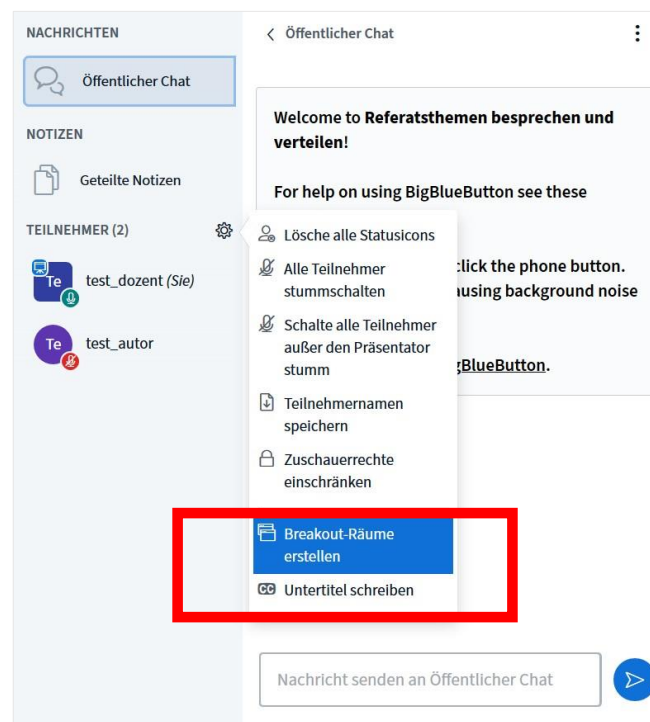 NACHRICHTEN
Öffentlicher Chat
NOTIZEN
Geteilte Notizen
TEILNEHMER (2)
Te
test_dozent (Sie)
Te
test_autor
Öffentlicher Chat
Welcome to Referatsthemen besprechen und
verteilen!
For help on using BigBlueButton see these
click the phone button.
using background noise
gBlueButton.
Lösche alle Statusicons
Alle Teilnehmer
stummschalten
Schalte alle Teilnehmer
außer den Präsentator
stumm
Teilnehmernamen
speichern
Zuschauerrechte
einschränken
Breakout-Räume
erstellen
CC Untertitel schreiben
Nachricht senden an Öffentlicher Chat